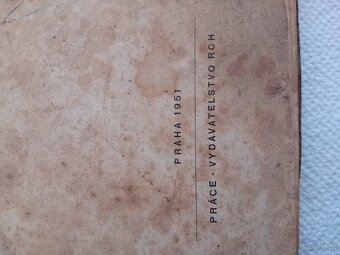 PRAHA 1951
PRÁCE - VYDAVATELSTVO ROH